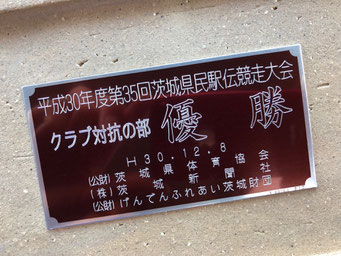 平成30年度第35回茨城県民駅伝競走大会
クラブ対抗の部 優勝
H30.12.8
(公財)茨城県体育協会
(株)茨城新聞社
(公財)げんでんふれあい茨城財団